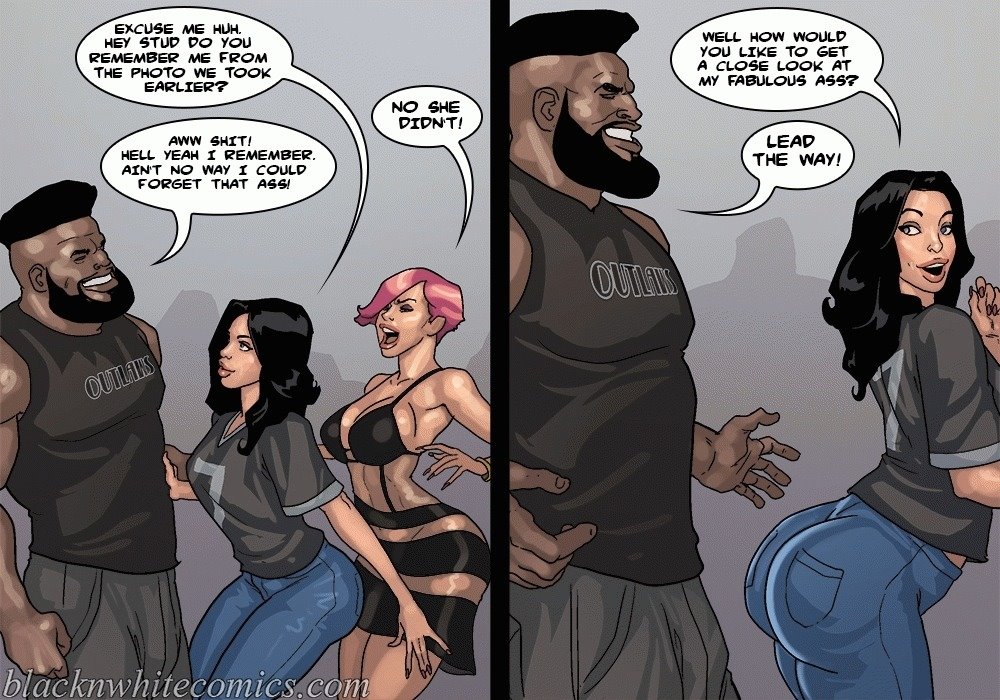 EXCUSE ME HUH.
HEY STUD DO YOU
REMEMBER ME FROM
THE PHOTO WE TOOK
EARLIER?
NO SHE
DIDN'T!
AWW SHIT!
HELL YEAH I REMEMBER.
AIN'T NO WAY I COULD
FORGET THAT ASS!
OUTLAWS
7
WELL HOW WOULD
YOU LIKE TO GET
A CLOSE LOOK AT
MY FABULOUS ASS?
LEAD
THE WAY!
OUTLAWS
7
blacknwhitecomics.com